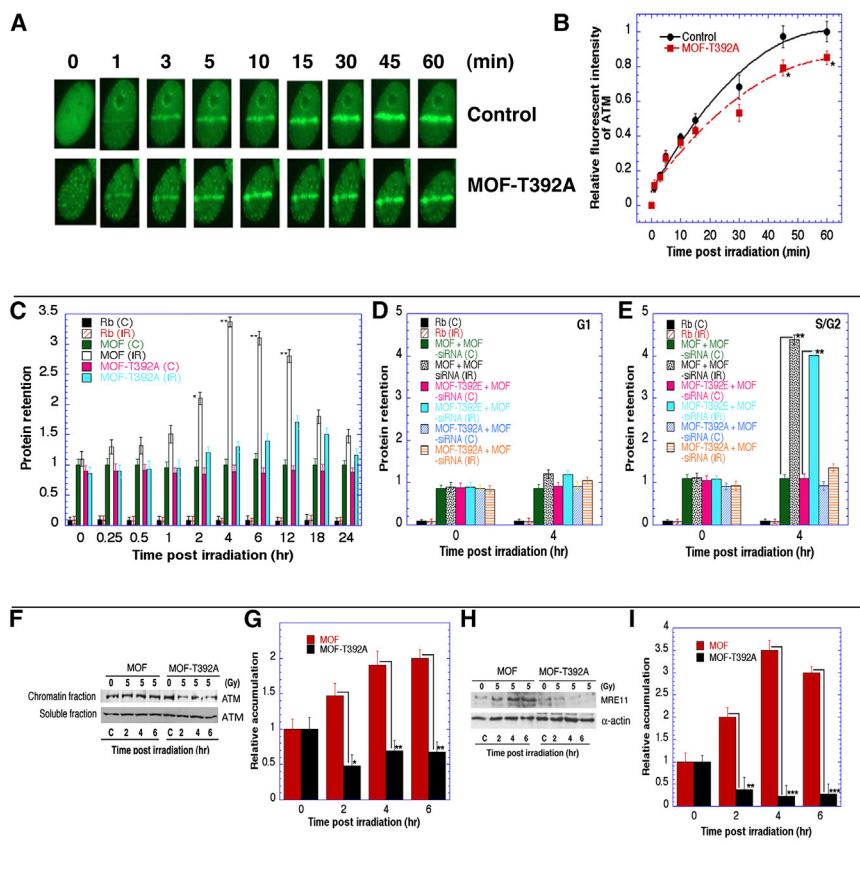 A
0 1 3 5 10 15 30 45 60 (min)
Control
MOF-T392A
B
Relative fluorescent intensity
of ATM
1
0.8
0.6
0.4
0.2
0
Control
MOF-T392A
*
*
0 10 20 30 40 50 60
Time post irradiation (min)
C
Protein retention
3.5
3
2.5
2
1.5
1
0.5
0
Rb (C)
Rb (IR)
MOF (C)
MOF (IR)
MOF-T392A (C)
MOF-T392A (IR)
*
**
**
**
0 0.25 0.5 1 2 4 6 12 18 24
Time post irradiation (hr)
D
G1
Protein retention
5
4
3
2
1
0
Rb (C)
Rb (IR)
MOF + MOF
-siRNA (C)
MOF + MOF
siRNA (IR)
MOF-T392E + MOF
-siRNA (C)
MOF-T392E + MOF
-siRNA (IR)
MOF-T392A + MOF
-siRNA (C)
MOF-T392A + MOF
-siRNA (IR)
0 4
Time post irradiation (hr)
E
S/G2
Protein retention
5
4
3
2
1
0
Rb (C)
Rb (IR)
MOF + MOF
-siRNA (C)
MOF + MOF
-siRNA (IR)
MOF-T392E + MOF
-siRNA (C)
MOF-T392E + MOF
-siRNA (IR)
MOF-T392A + MOF
-siRNA (C)
MOF-T392A + MOF
-siRNA (IR)
**
**
0 4
Time post irradiation (hr)
F
MOF MOF-T392A
0 5 5 5 0 5 5 5 (Gy)
Chromatin fraction ATM
Soluble fraction ATM
C 2 4 6 C 2 4 6
Time post irradiation (hr)
G
Relative accumulation
2
1.5
1
0.5
0
MOF
MOF-T392A
*
**
**
0 2 4 6
Time post irradiation (hr)
H
MOF MOF-T392A
0 5 5 5 0 5 5 5 (Gy)
MRE11
α-actin
C 2 4 6 C 2 4 6
Time post irradiation (hr)
I
Relative accumulation
3.5
3
2.5
2
1.5
1
0.5
0
MOF
MOF-T392A
**
***
***
0 2 4 6
Time post irradiation (hr)